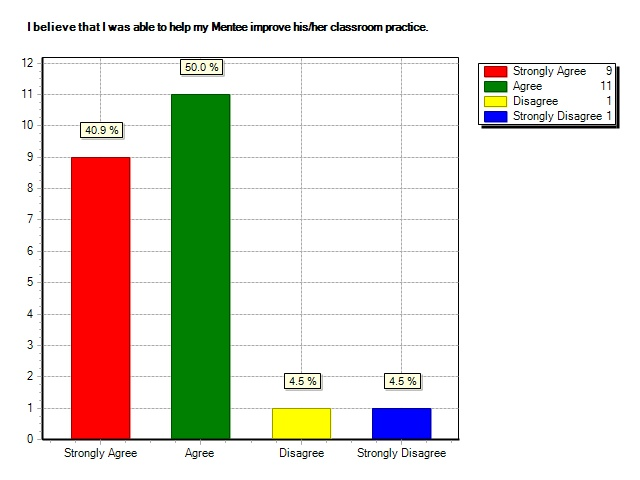 I believe that I was able to help my Mentee improve his/her classroom practice.
12
11
10
9
8
7
6
5
4
3
2
1
0
40.9 %
50.0 %
4.5 %
4.5 %
Strongly Agree
Agree
Disagree
Strongly Disagree
Strongly Agree 9
Agree 11
Disagree 1
Strongly Disagree 1